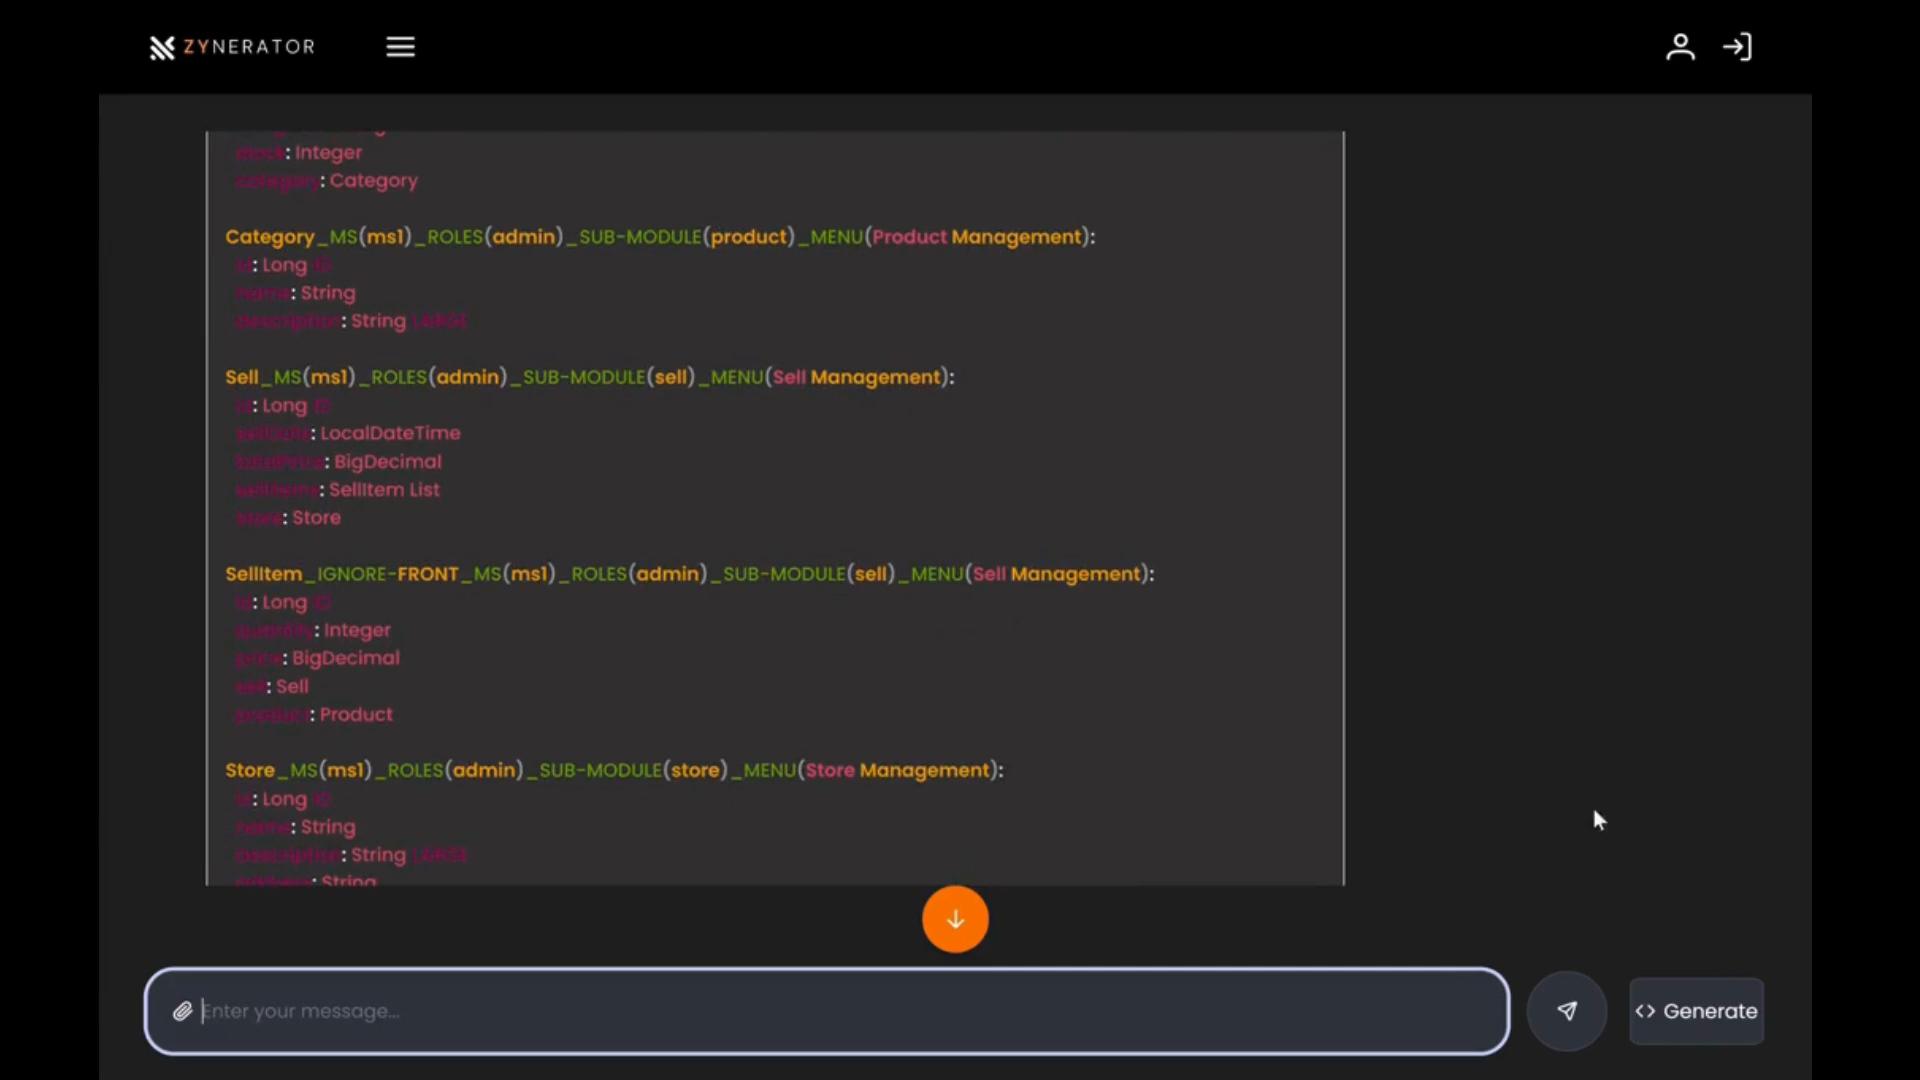 ZYNERATOR
stock: Integer
category: Category
Category_MS(ms1)_ROLES(admin)_SUB-MODULE(product)_MENU(Product Management):
id: Long ID
name: String
description: String LARGE
Sell_MS(ms1)_ROLES(admin)_SUB-MODULE(sell)_MENU(Sell Management):
id: Long ID
sellDate: LocalDateTime
totalPrice: BigDecimal
sellItems: SellItem List
store: Store
SellItem_IGNORE-FRONT_MS(ms1)_ROLES(admin)_SUB-MODULE(sell)_MENU(Sell Management):
id: Long ID
quantity: Integer
price: BigDecimal
sell: Sell
product: Product
Store_MS(ms1)_ROLES(admin)_SUB-MODULE(store)_MENU(Store Management):
id: Long ID
name: String
description: String LARGE
: String
Enter your message...
<> Generate